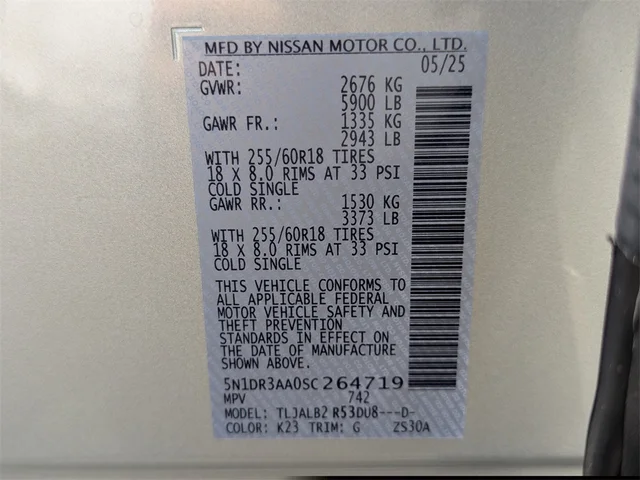 MFD BY NISSAN MOTOR CO., LTD.
DATE: 05/25
GVWR: 2676 KG
5900 LB
GAWR FR.: 1335 KG
2943 LB
WITH 255/60R18 TIRES
18 X 8.0 RIMS AT 33 PSI
COLD SINGLE
GAWR RR.: 1530 KG
3373 LB
WITH 255/60R18 TIRES
18 X 8.0 RIMS AT 33 PSI
COLD SINGLE
THIS VEHICLE CONFORMS TO
ALL APPLICABLE FEDERAL
MOTOR VEHICLE SAFETY AND
THEFT PREVENTION
STANDARDS IN EFFECT ON
THE DATE OF MANUFACTURE
SHOWN ABOVE.
5N1DR3AA0SC264719
MPV 742
MODEL: TLJALB2 R53DU8---D-
COLOR: K23 TRIM: G ZS30A